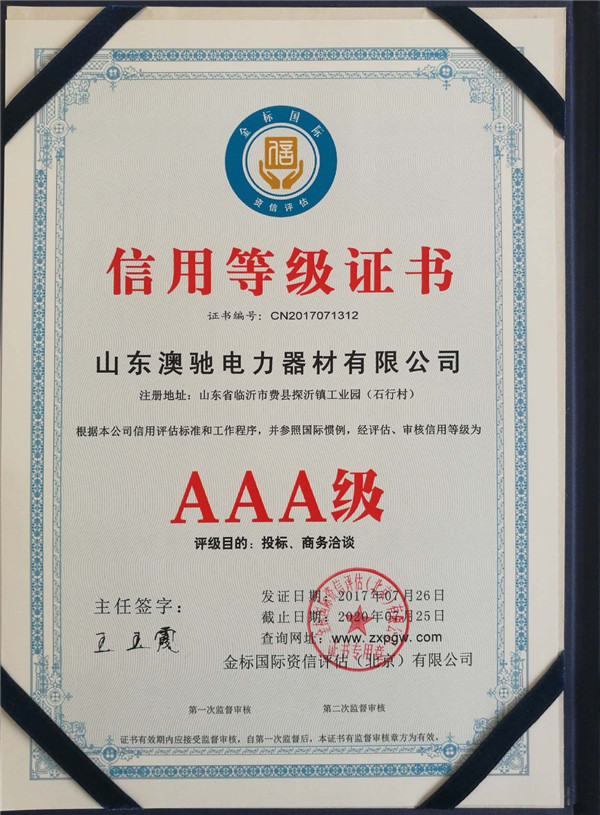 金标国际
信
资信评估
信用等级证书
证书编号：CN2017071312
山东澳驰电力器材有限公司
注册地址：山东省临沂市费县探沂镇工业园（石行村）
根据本公司信用评估标准和工作程序，并参照国际惯例，经评估、审核信用等级为
AAA级
评级目的：投标、商务洽谈
发证日期：2017年07月26日
主任签字：
截止日期：2020年07月25日
查询网址：www.zxpgw.com
金标国际资信评估（北京）有限公司
证书专用章
第一次监督审核
第二次监督审核
证书有效期内应接受监督审核，自第一次监督后，本证书有监督审核章方为有效。